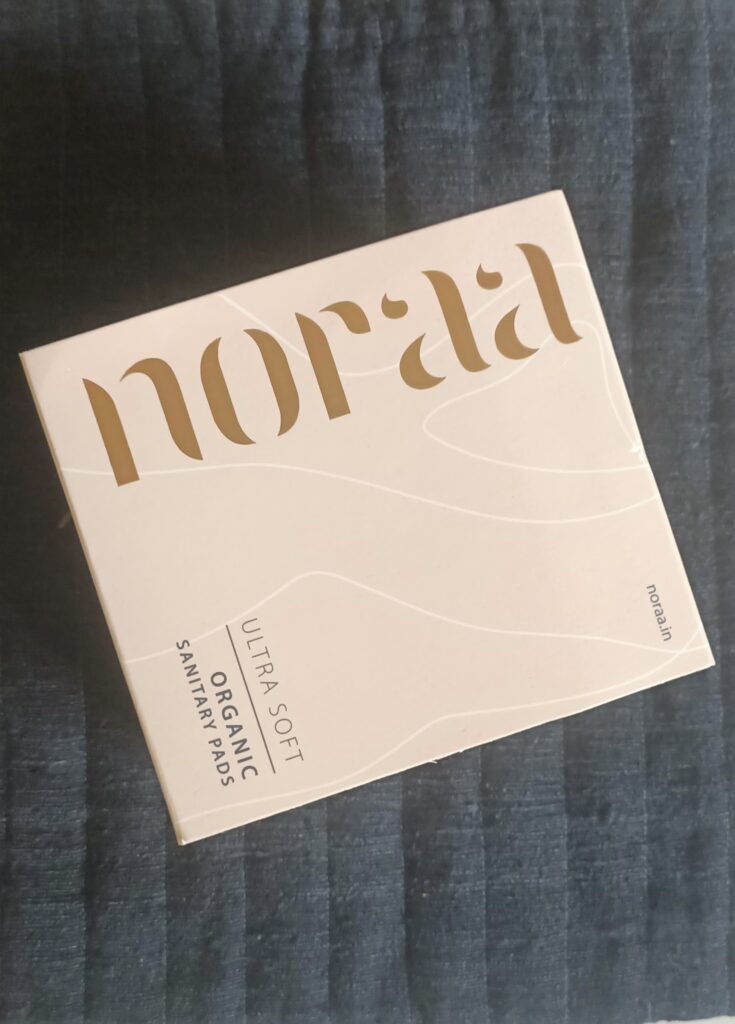 noraa
ULTRA SOFT
ORGANIC
SANITARY PADS
noraa.in